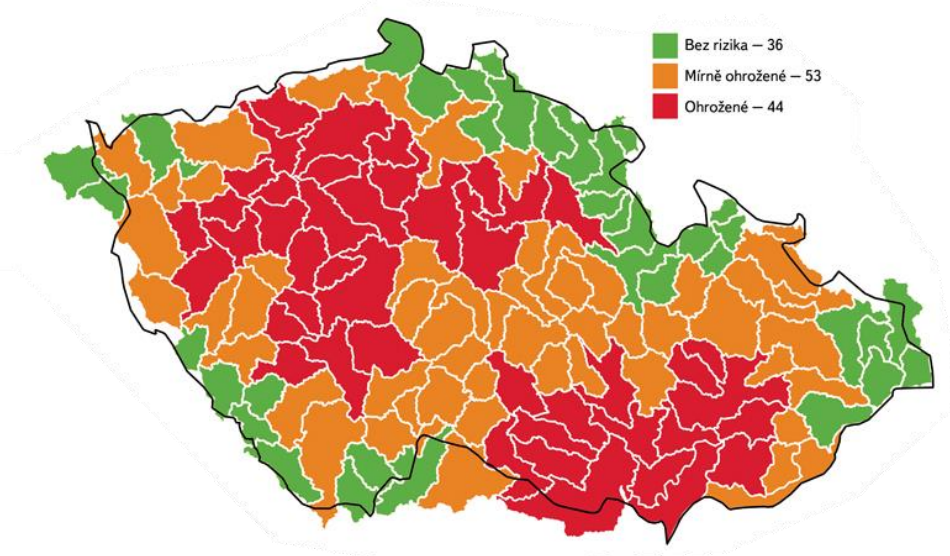 Bez rizika – 36
Mírně ohrožené – 53
Ohrožené – 44